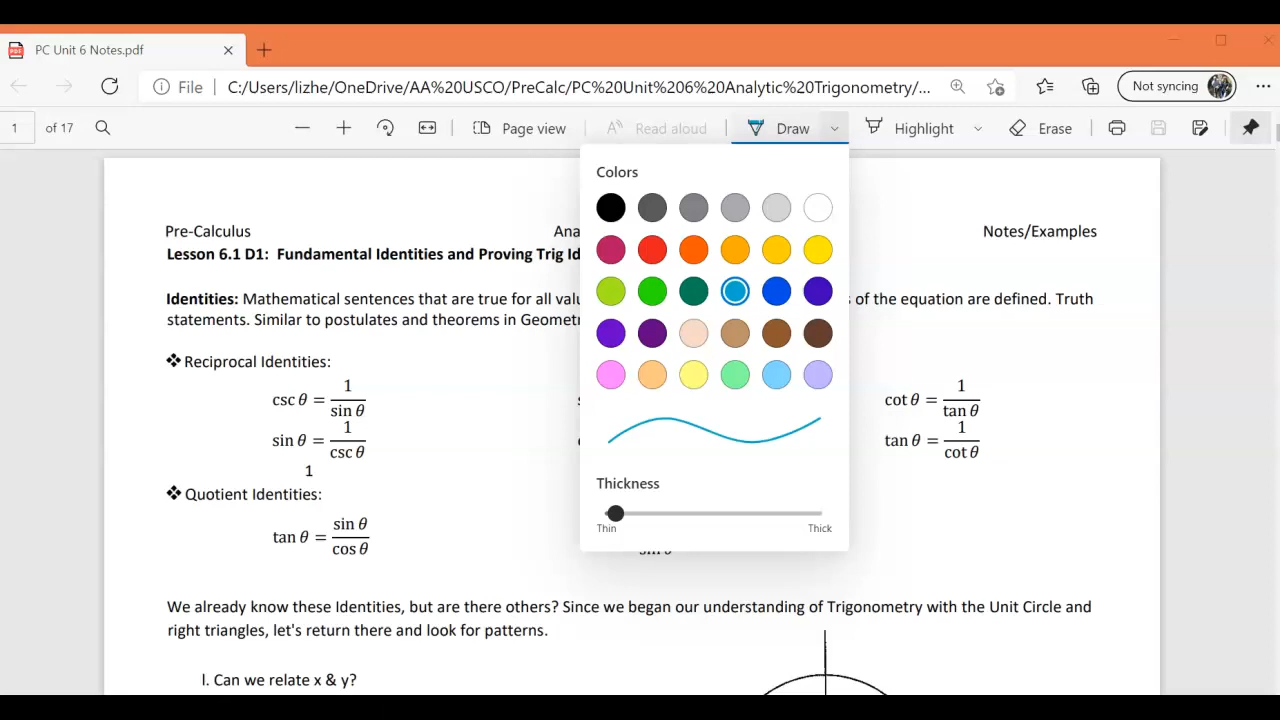 PC Unit 6 Notes.pdf
File C:/Users/lizhe/OneDrive/AA%20USCO/PreCalc/PC%20Unit%206%20Analytic%20Trigonometry/... Not syncing
1 of 17 Page view Read aloud Draw Highlight Erase
Colors
Pre-Calculus Ana Notes/Examples
Lesson 6.1 D1: Fundamental Identities and Proving Trig Id
Identities: Mathematical sentences that are true for all valu s of the equation are defined. Truth
statements. Similar to postulates and theorems in Geometr
❖ Reciprocal Identities:
csc θ = 1/sin θ cot θ = 1/tan θ
sin θ = 1/csc θ tan θ = 1/cot θ
1
Thickness
❖ Quotient Identities:
Thin Thick
tan θ = sin θ/cos θ
We already know these Identities, but are there others? Since we began our understanding of Trigonometry with the Unit Circle and
right triangles, let's return there and look for patterns.
I. Can we relate x & y?